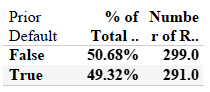 Prior % of Numbe
Default Total .. r of R..
False 50.68% 299.0
True 49.32% 291.0